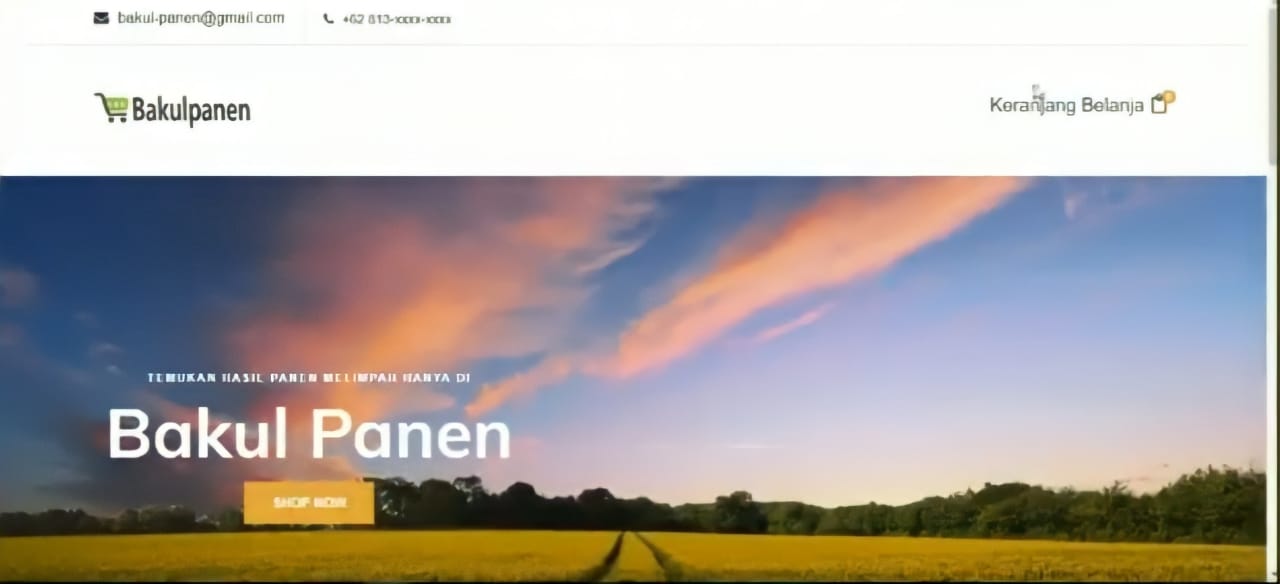 bakul-panen@gmail.com
+62 813-xxxx-xxxx
Bakulpanen
Keranjang Belanja
TEMUKAN HASIL PANEN MELIMPAH HANYA DI
Bakul Panen
SHOP NOW